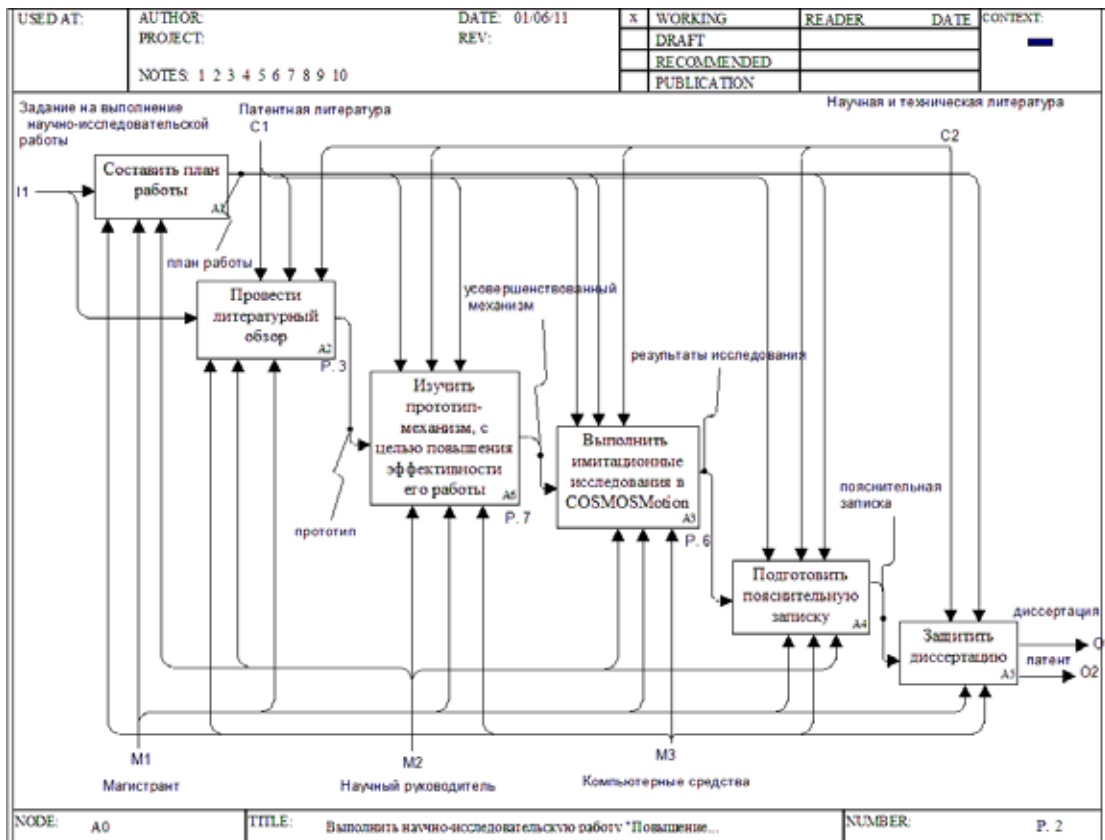 USED AT:
AUTHOR:
DATE: 01/06/11
PROJECT:
REV:
NOTES: 1 2 3 4 5 6 7 8 9 10
X
WORKING
DRAFT
RECOMMENDED
PUBLICATION
READER
DATE
CONTEXT:
Задание на выполнение
научно-исследовательской
работы
Патентная литература
C1
Научная и техническая литература
C2
I1
Составить план
работы
план работы
Провести
литературный
обзор
A2
P. 3
усовершенствованный
механизм
результаты исследования
Изучить
прототип-
механизм, с
целью повышения
эффективности
его работы
A6
P. 7
прототип
Выполнить
имитационные
исследования в
COSMOSMotion
P. 6
пояснительная
записка
Подготовить
пояснительную
записку
A4
Защитить
диссертацию
диссертация
O
патент
O2
M1
Магистрант
M2
Научный руководитель
M3
Компьютерные средства
NODE:
A0
TITLE:
Выполнить научно-исследовательскую работу "Повышение...
NUMBER:
P. 2